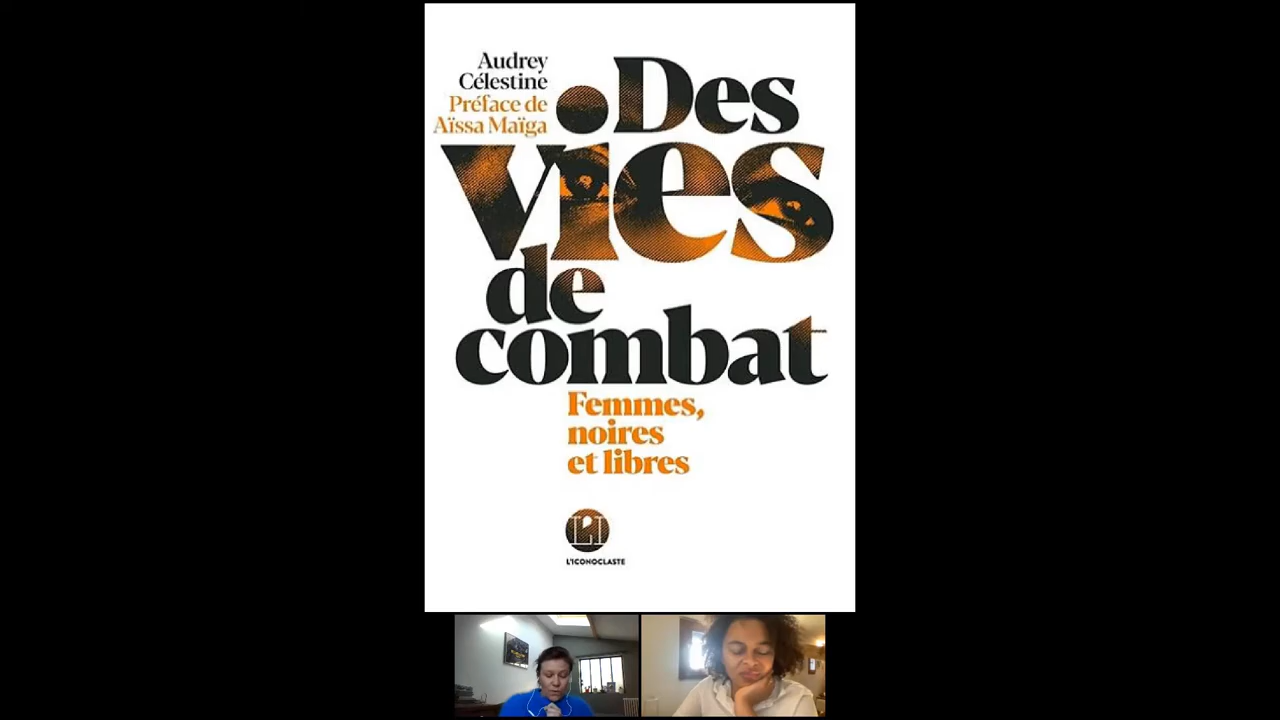 Audrey
Célestine
Préface de
Aïssa Maïga
Des
vies
de
combat
Femmes,
noires
et libres
L'ICONOCLASTE